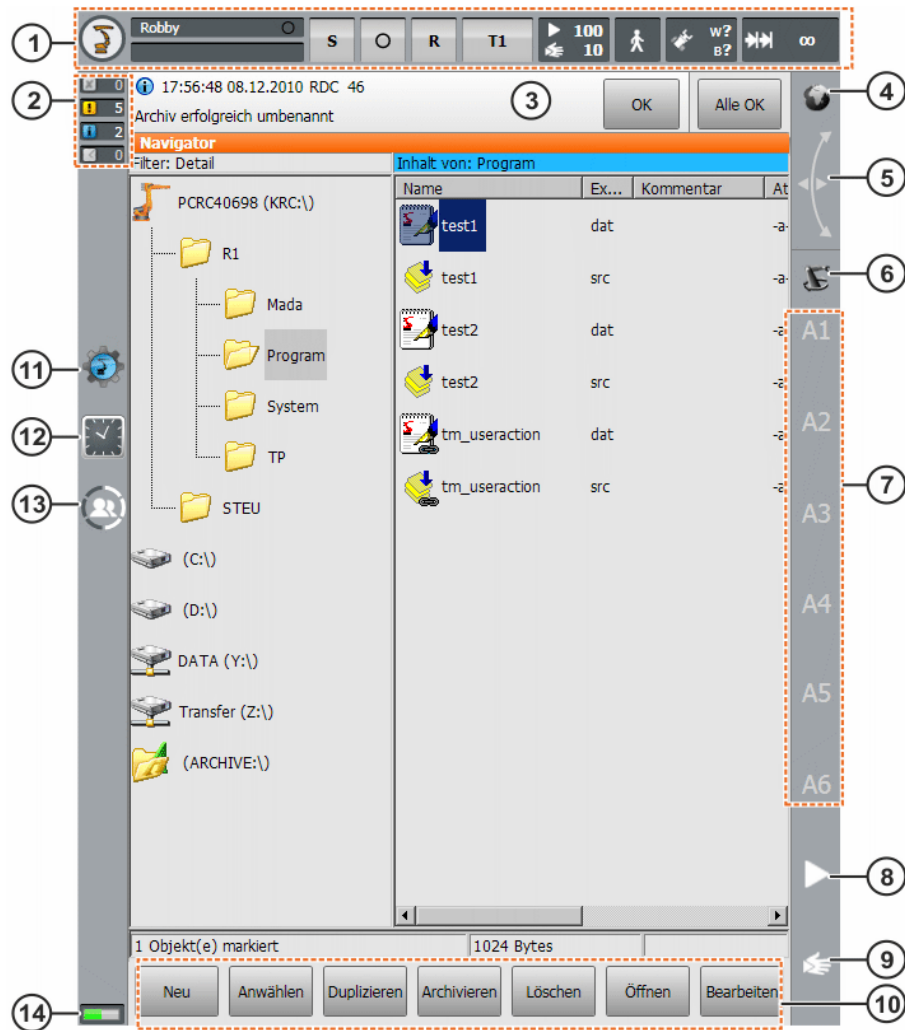 Robby
S O R T1
100
10
W?
B?
∞
1
2
0
5
2
0
17:56:48 08.12.2010 RDC 46
Archiv erfolgreich umbenannt
3
OK
Alle OK
4
5
6
7
8
9
10
11
12
13
14
Navigator
Filter: Detail
PCRC40698 (KRC:\)
R1
Mada
Program
System
TP
STEU
(C:\)
(D:\)
DATA (Y:\)
Transfer (Z:\)
(ARCHIVE:\)
Inhalt von: Program
Name Ex... Kommentar At
test1 dat -a-
test1 src -a-
test2 dat -a
test2 src -a
tm_useraction dat -a
tm_useraction src -a
A1
A2
A3
A4
A5
A6
1 Objekt(e) markiert
1024 Bytes
Neu
Anwählen
Duplizieren
Archivieren
Löschen
Öffnen
Bearbeiten